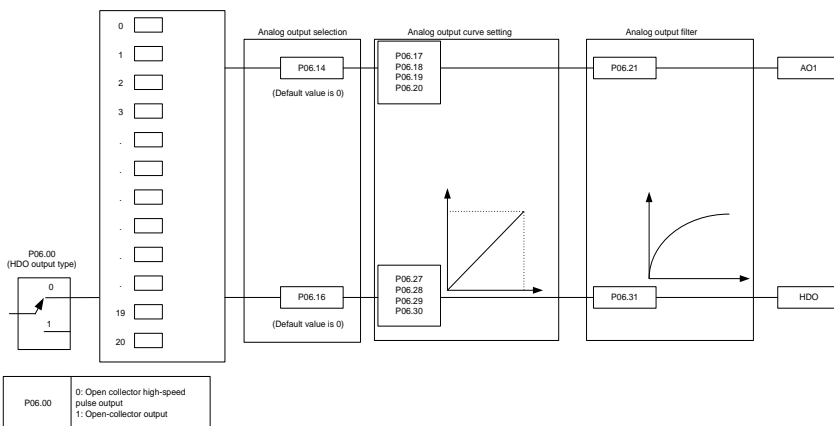 Analog output selection
Analog output curve setting
Analog output filter
0
1
2
3
.
.
.
.
.
.
19
20
P06.14
(Default value is 0)
P06.17
P06.18
P06.19
P06.20
P06.21
AO1
P06.00
(HDO output type)
0
1
P06.16
(Default value is 0)
P06.27
P06.28
P06.29
P06.30
P06.31
HDO
P06.00
0: Open collector high-speed
pulse output
1: Open-collector output